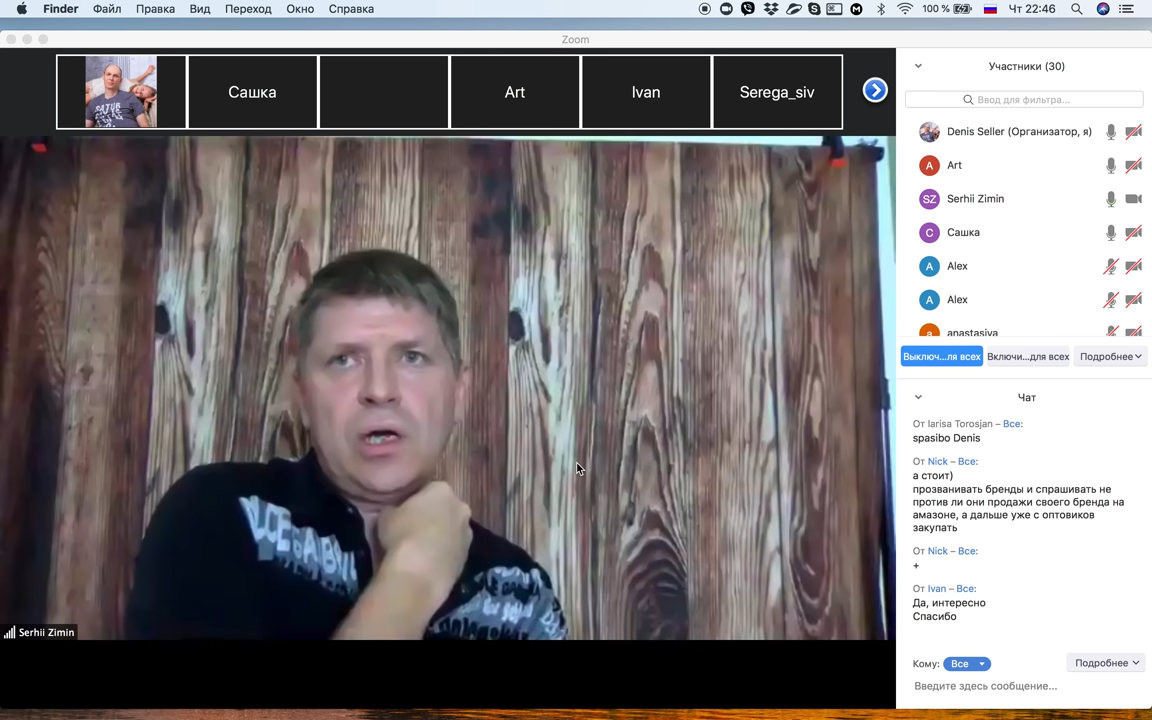 Finder Файл Правка Вид Переход Окно Справка 100 % Чт 22:46
Zoom
Сашка Art Ivan Serega_siv
Участники (30)
Ввод для фильтра...
Denis Seller (Организатор, я)
A Art
SZ Serhii Zimin
С Сашка
A Alex
A Alex
a anastasiya
Выключ...ля всех Включи...для всех Подробнее
Чат
От larisa Torosjan – Все:
spasibo Denis
От Nick – Все:
а стоит)
прозванивать бренды и спрашивать не
против ли они продажи своего бренда на
амазоне, а дальше уже с оптовиков
закупать
От Nick – Все:
+
От Ivan – Все:
Да, интересно
Спасибо
Serhii Zimin
Кому: Все Подробнее
Введите здесь сообщение...